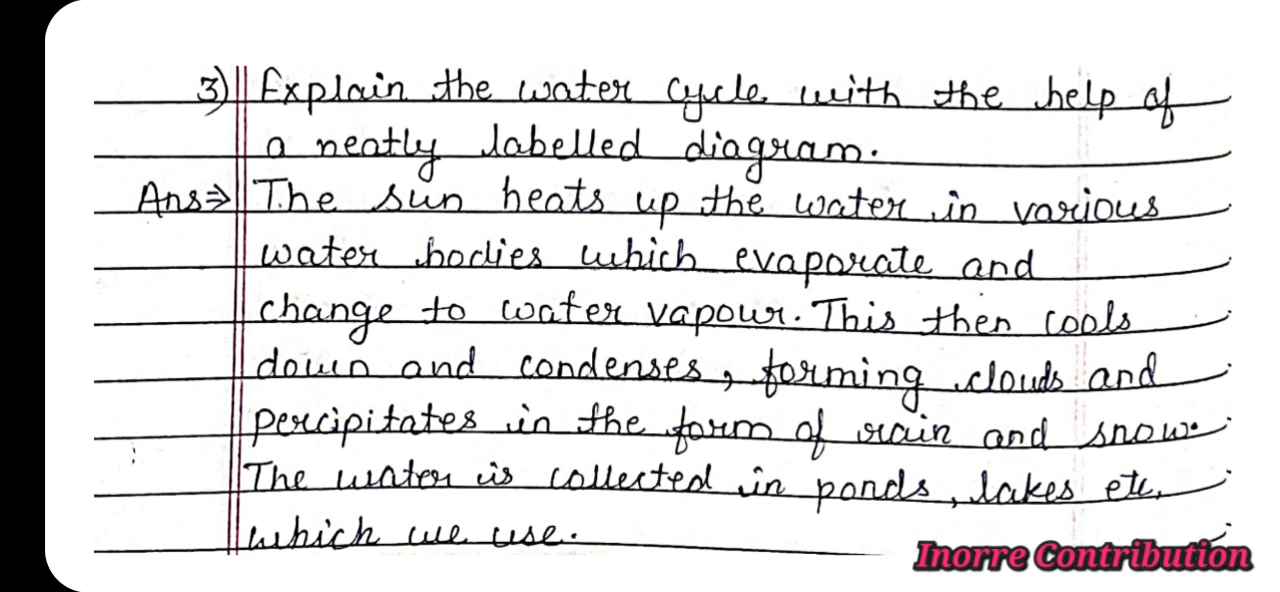 3) Explain the water cycle with the help of
a neatly labelled diagram.
Ans⇒ The sun heats up the water in various
water bodies which evaporate and
change to water vapour. This then cools
down and condenses, forming clouds and
percipitates in the form of rain and snow.
The water is collected in ponds, lakes etc,
which we use.
Inorre Contribution